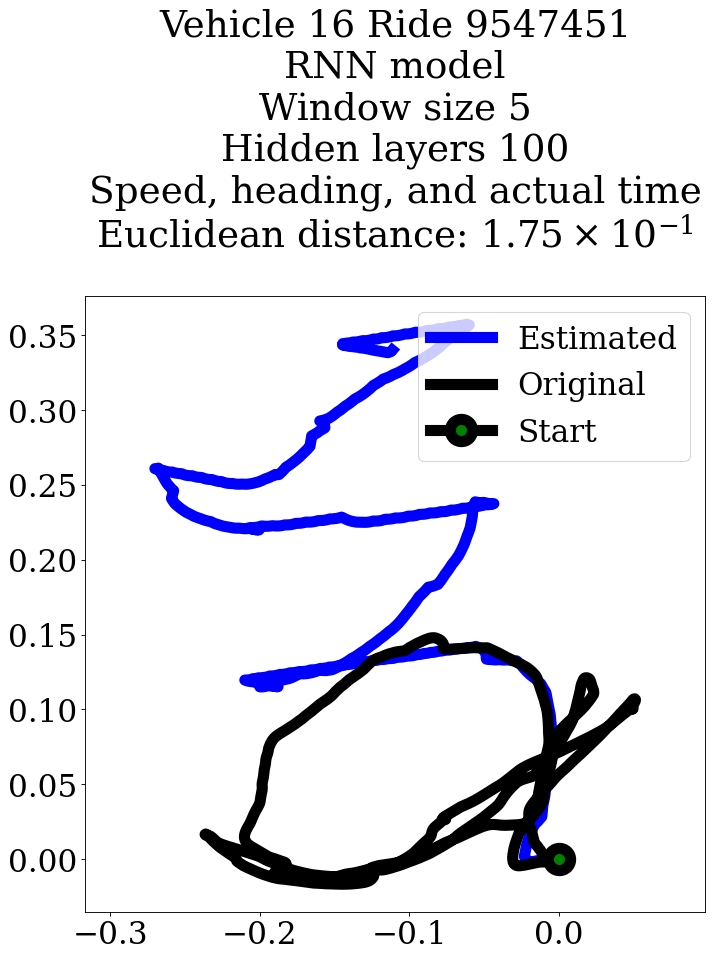 Vehicle 16 Ride 9547451
RNN model
Window size 5
Hidden layers 100
Speed, heading, and actual time
Euclidean distance: 1.75 × 10⁻¹
Estimated
Original
Start
0.35
0.30
0.25
0.20
0.15
0.10
0.05
0.00
−0.3 −0.2 −0.1 0.0